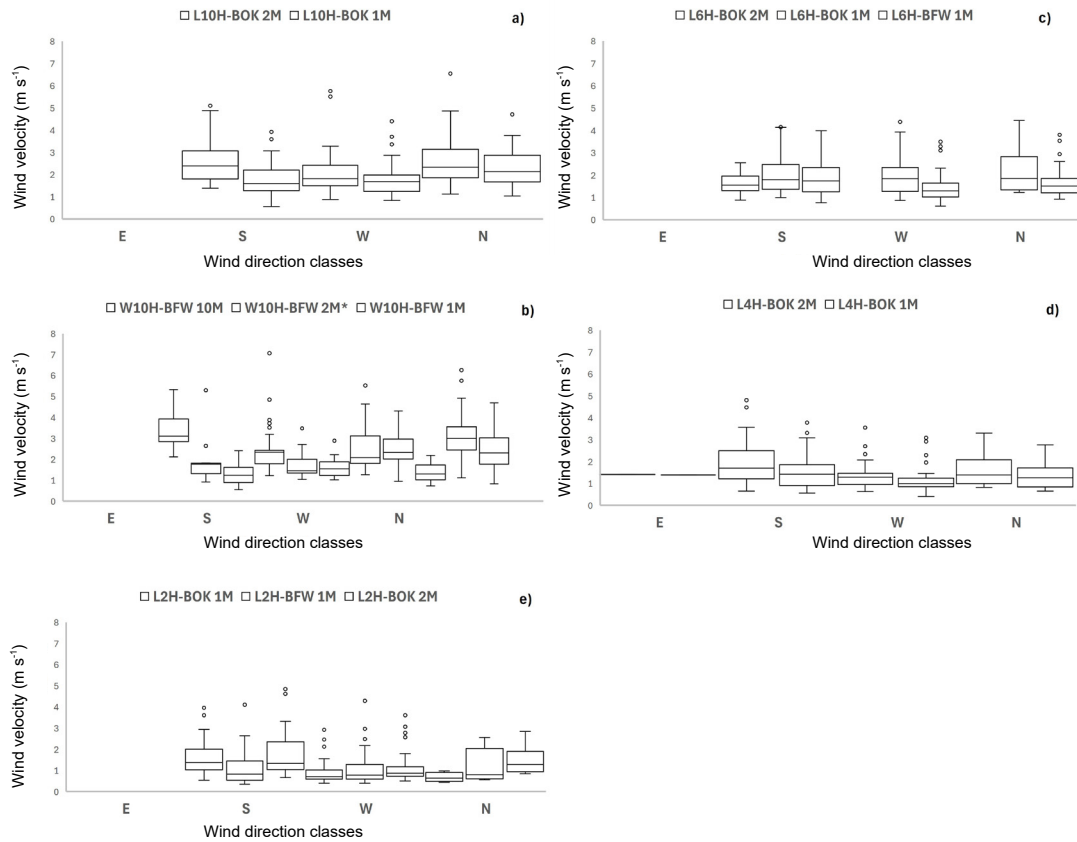 L10H-BOK 2M L10H-BOK 1M
a)
Wind velocity (m s-1)
8
7
6
5
4
3
2
1
0
E S W N
Wind direction classes
L6H-BOK 2M L6H-BOK 1M L6H-BFW 1M
c)
Wind velocity (m s-1)
8
7
6
5
4
3
2
1
0
E S W N
Wind direction classes
W10H-BFW 10M W10H-BFW 2M* W10H-BFW 1M
b)
Wind velocity (m s-1)
8
7
6
5
4
3
2
1
0
E S W N
Wind direction classes
L4H-BOK 2M L4H-BOK 1M
d)
Wind velocity (m s-1)
8
7
6
5
4
3
2
1
0
E S W N
Wind direction classes
L2H-BOK 1M L2H-BFW 1M L2H-BOK 2M
e)
Wind velocity (m s-1)
8
7
6
5
4
3
2
1
0
E S W N
Wind direction classes